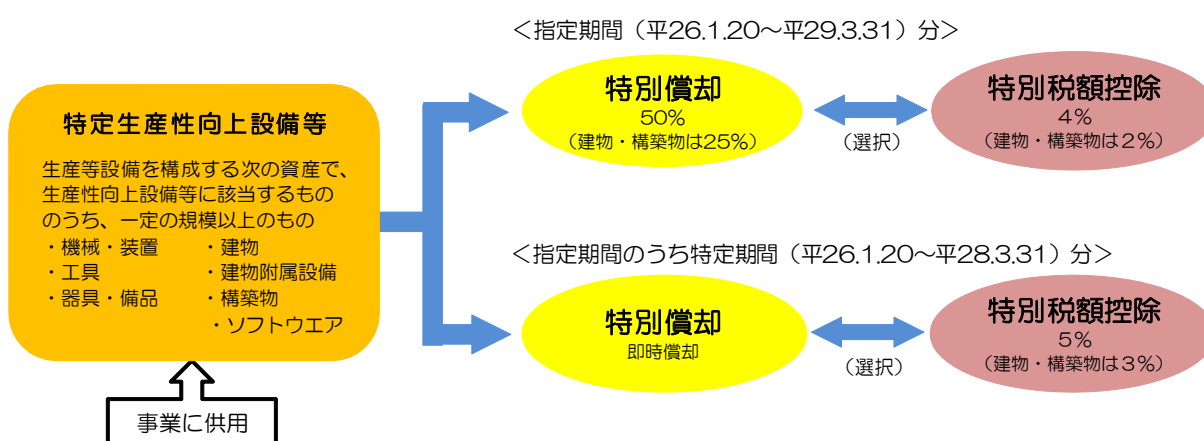 ＜指定期間（平26.1.20～平29.3.31）分＞
特別償却
50%
（建物・構築物は25%）
（選択）
特別税額控除
4%
（建物・構築物は２%）
特定生産性向上設備等
生産等設備を構成する次の資産で、
生産性向上設備等に該当するもの
のうち、一定の規模以上のもの
・機械・装置　・建物
・工具　・建物附属設備
・器具・備品　・構築物
・ソフトウエア
＜指定期間のうち特定期間（平26.1.20～平28.3.31）分＞
特別償却
即時償却
（選択）
特別税額控除
5%
（建物・構築物は３%）
事業に供用